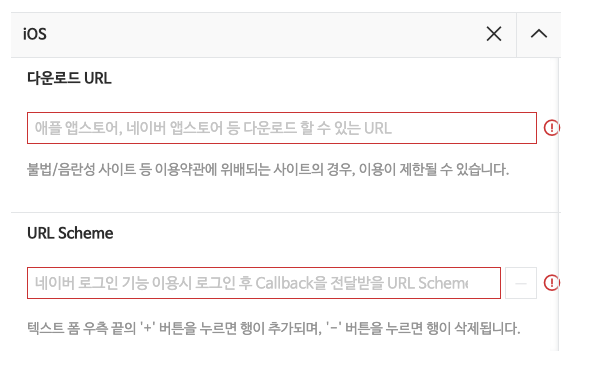 iOS
다운로드 URL
애플 앱스토어, 네이버 앱스토어 등 다운로드 할 수 있는 URL
불법/음란성 사이트 등 이용약관에 위배되는 사이트의 경우, 이용이 제한될 수 있습니다.
URL Scheme
네이버 로그인 기능 이용시 로그인 후 Callback을 전달받을 URL Scheme
텍스트 폼 우측 끝의 '+' 버튼을 누르면 행이 추가되며, '-' 버튼을 누르면 행이 삭제됩니다.